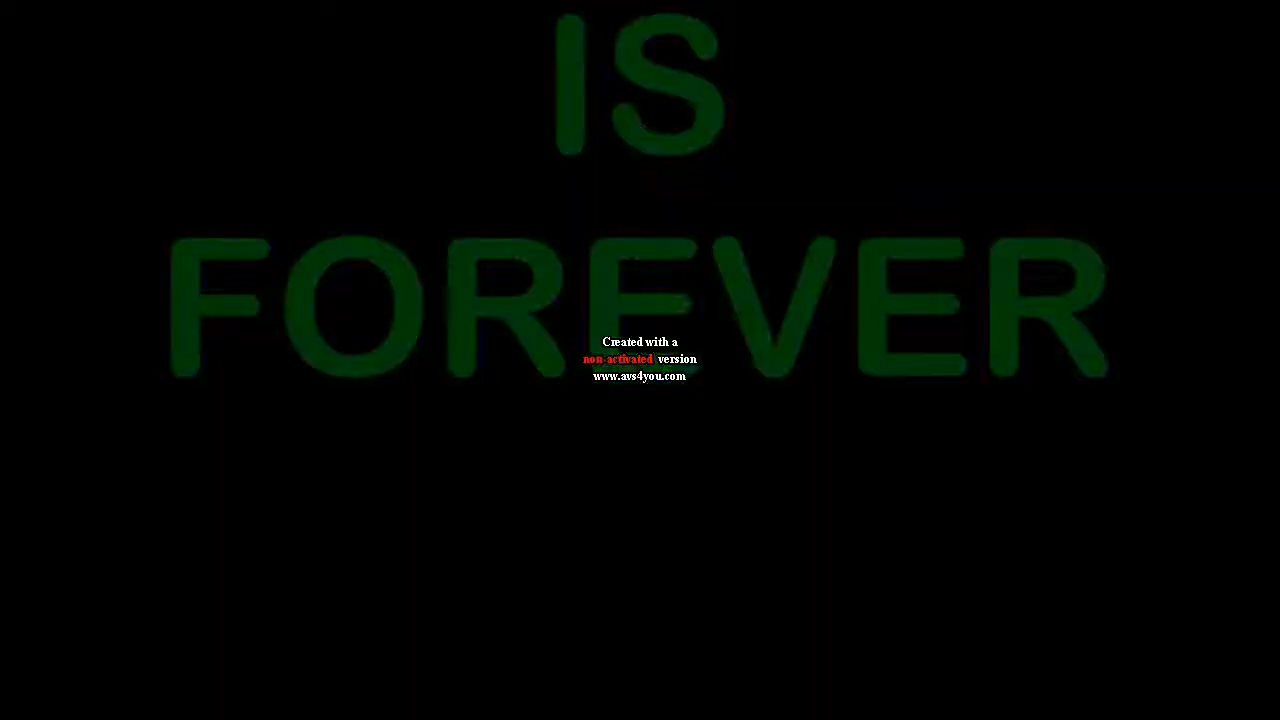 IS
FOREVER
Created with a
non-activated version
www.avs4you.com